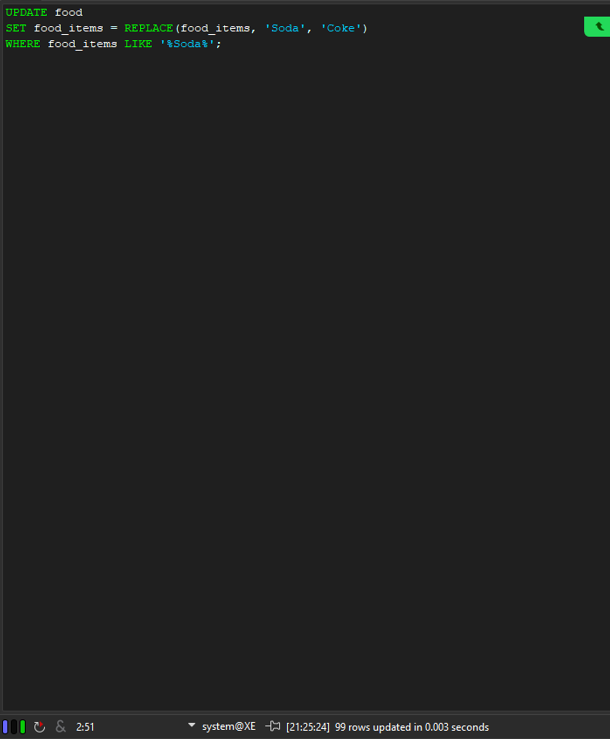 UPDATE food
SET food_items = REPLACE(food_items, 'Soda', 'Coke')
WHERE food_items LIKE '%Soda%';
& 2:51 system@XE [21:25:24] 99 rows updated in 0.003 seconds